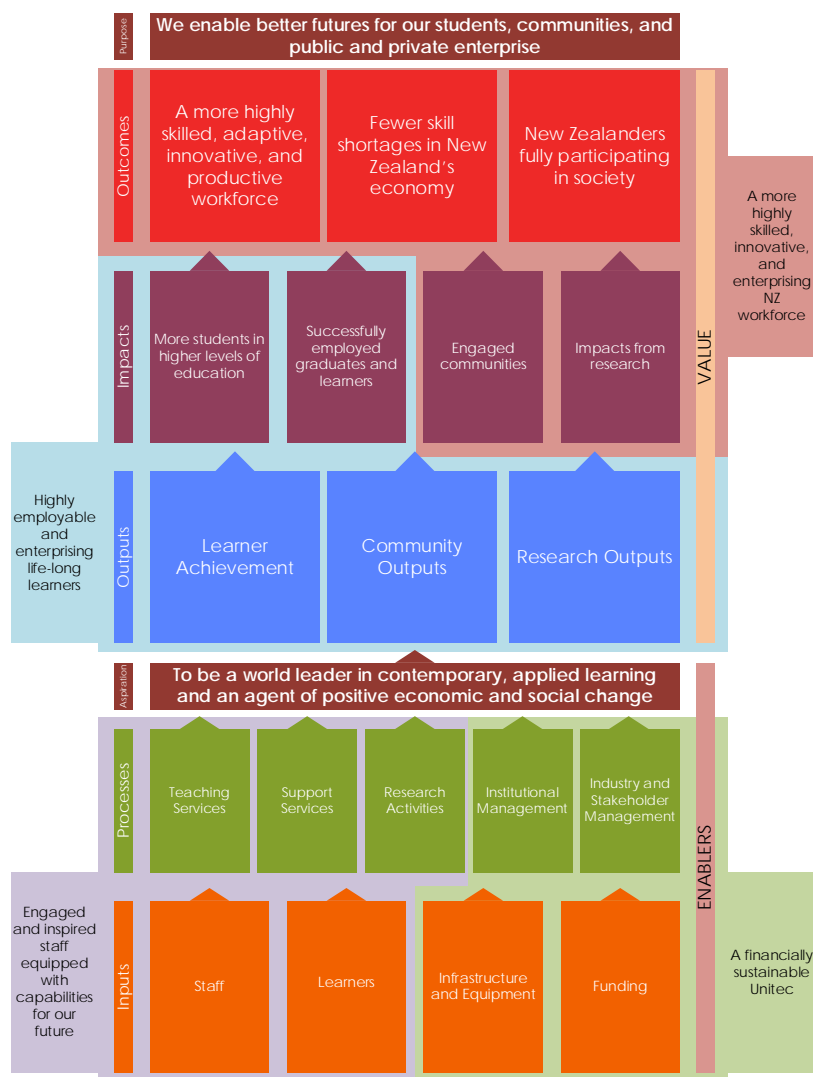 Purpose
We enable better futures for our students, communities, and
public and private enterprise
Outcomes
A more highly
skilled, adaptive,
innovative, and
productive
workforce
Fewer skill
shortages in New
Zealand's
economy
New Zealanders
fully participating
in society
A more
highly
skilled,
innovative,
and
enterprising
NZ
workforce
VALUE
Impacts
More students in
higher levels of
education
Successfully
employed
graduates and
learners
Engaged
communities
Impacts from
research
Highly
employable
and
enterprising
life-long
learners
Outputs
Learner
Achievement
Community
Outputs
Research Outputs
Aspiration
To be a world leader in contemporary, applied learning
and an agent of positive economic and social change
Processes
Teaching
Services
Support
Services
Research
Activities
Institutional
Management
Industry and
Stakeholder
Management
ENABLERS
Engaged
and inspired
staff
equipped
with
capabilities
for our
future
Inputs
Staff
Learners
Infrastructure
and Equipment
Funding
A financially
sustainable
Unitec